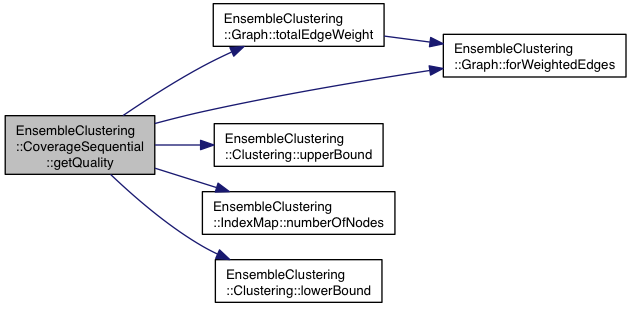 EnsembleClustering
::Graph::totalEdgeWeight
EnsembleClustering
::Graph::forWeightedEdges
EnsembleClustering
::CoverageSequential
::getQuality
EnsembleClustering
::Clustering::upperBound
EnsembleClustering
::IndexMap::numberOfNodes
EnsembleClustering
::Clustering::lowerBound